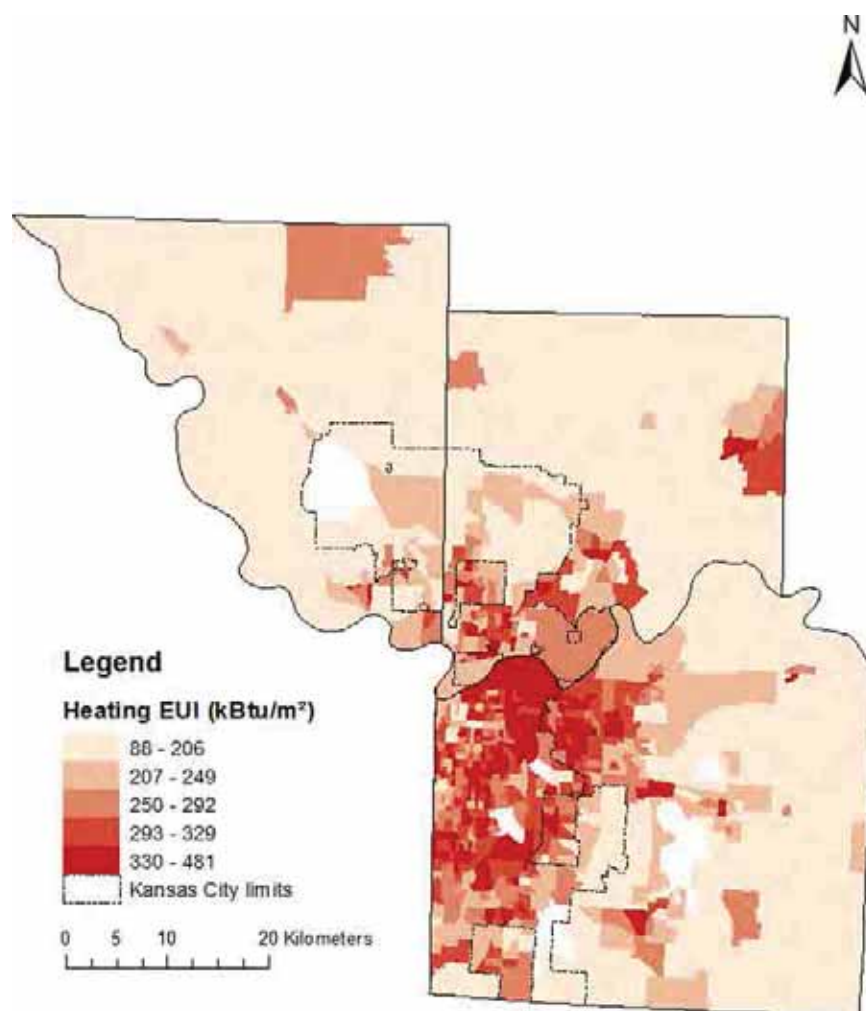 N
Legend
Heating EUI (kBtu/m²)
88 - 206
207 - 249
250 - 292
293 - 329
330 - 481
Kansas City limits
0 5 10 20 Kilometers